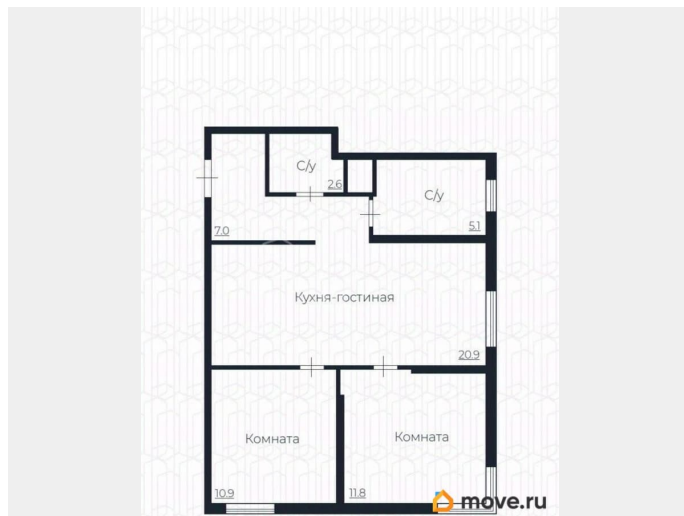 С/у
2.6
С/у
5.1
7.0
Кухня-гостиная
20.9
Комната
10.9
Комната
11.8
move.ru